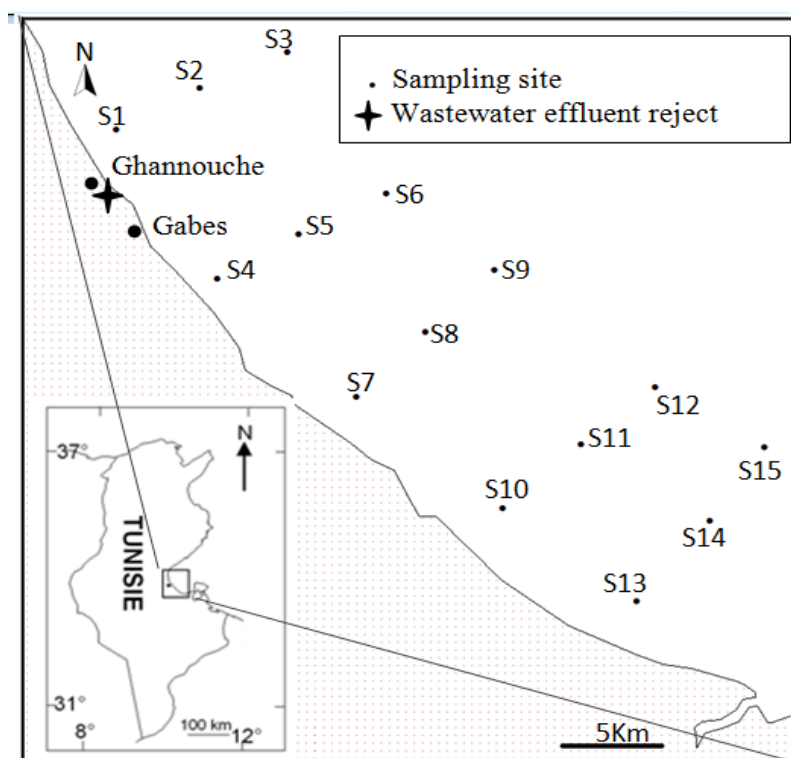 S3
N
S2
Sampling site
Wastewater effluent reject
S1
Ghannouche
S6
Gabes
S5
S9
S4
S8
S7
S12
S11
S15
S10
S14
S13
37°
N
TUNISIE
31°
100 km
8°
12°
5Km